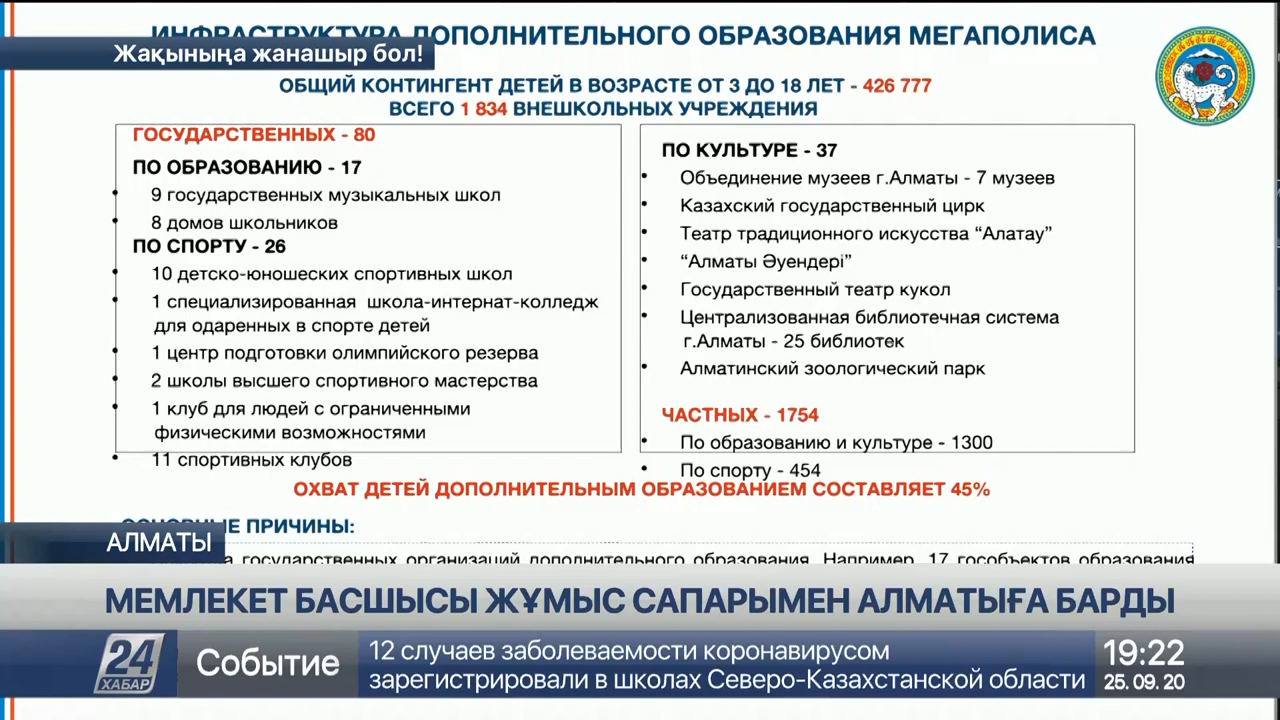 ИНФРАСТРУКТУРА ДОПОЛНИТЕЛЬНОГО ОБРАЗОВАНИЯ МЕГАПОЛИСА
Жақыныңа жанашыр бол!
ОБЩИЙ КОНТИНГЕНТ ДЕТЕЙ В ВОЗРАСТЕ ОТ 3 ДО 18 ЛЕТ - 426 777
ВСЕГО 1 834 ВНЕШКОЛЬНЫХ УЧРЕЖДЕНИЯ
ГОСУДАРСТВЕННЫХ - 80
ПО ОБРАЗОВАНИЮ - 17
• 9 государственных музыкальных школ
• 8 домов школьников
ПО СПОРТУ - 26
• 10 детско-юношеских спортивных школ
• 1 специализированная школа-интернат-колледж
для одаренных в спорте детей
• 1 центр подготовки олимпийского резерва
• 2 школы высшего спортивного мастерства
• 1 клуб для людей с ограниченными
физическими возможностями
• 11 спортивных клубов
ПО КУЛЬТУРЕ - 37
• Объединение музеев г.Алматы - 7 музеев
• Казахский государственный цирк
• Театр традиционного искусства “Алатау”
• “Алматы Әуендері”
• Государственный театр кукол
• Централизованная библиотечная система
г.Алматы - 25 библиотек
• Алматинский зоологический парк
ЧАСТНЫХ - 1754
• По образованию и культуре - 1300
• По спорту - 454
ОХВАТ ДЕТЕЙ ДОПОЛНИТЕЛЬНЫМ ОБРАЗОВАНИЕМ СОСТАВЛЯЕТ 45%
ОСНОВНЫЕ ПРИЧИНЫ:
государственных организаций дополнительного образования. Например, 17 гособъектов образования
АЛМАТЫ
МЕМЛЕКЕТ БАСШЫСЫ ЖҰМЫС САПАРЫМЕН АЛМАТЫҒА БАРДЫ
24
ХАБАР
Событие
12 случаев заболеваемости коронавирусом
зарегистрировали в школах Северо-Казахстанской области
19:22
25.09.20